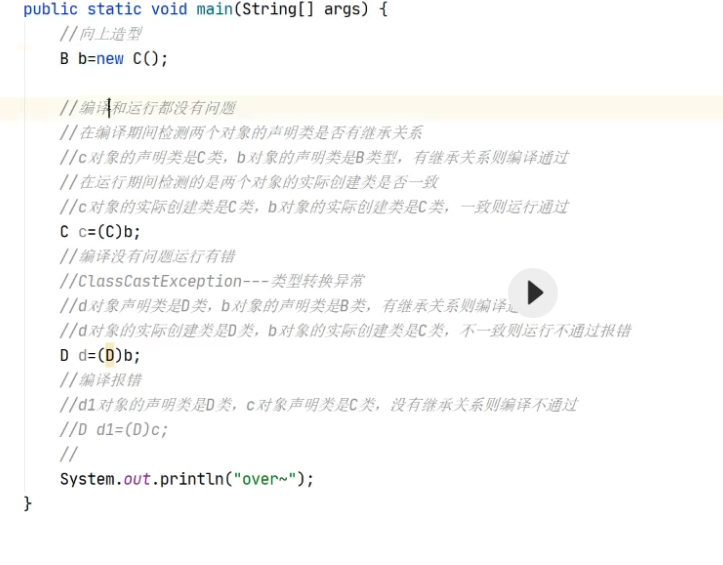 public static void main(String[] args) {
//向上造型
B b=new C();
//编译和运行都没有问题
//在编译期间检测两个对象的声明类是否有继承关系
//c对象的声明类是C类，b对象的声明类是B类型，有继承关系则编译通过
//在运行期间检测的是两个对象的实际创建类是否一致
//c对象的实际创建类是C类，b对象的实际创建类是C类，一致则运行通过
C c=(C)b;
//编译没有问题运行有错
//ClassCastException---类型转换异常
//d对象声明类是D类，b对象的声明类是B类，有继承关系则编译通
//d对象的实际创建类是D类，b对象的实际创建类是C类，不一致则运行不通过报错
D d=(D)b;
//编译报错
//d1对象的声明类是D类，c对象声明类是C类，没有继承关系则编译不通过
//D d1=(D)c;
//
System.out.println("over~");
}